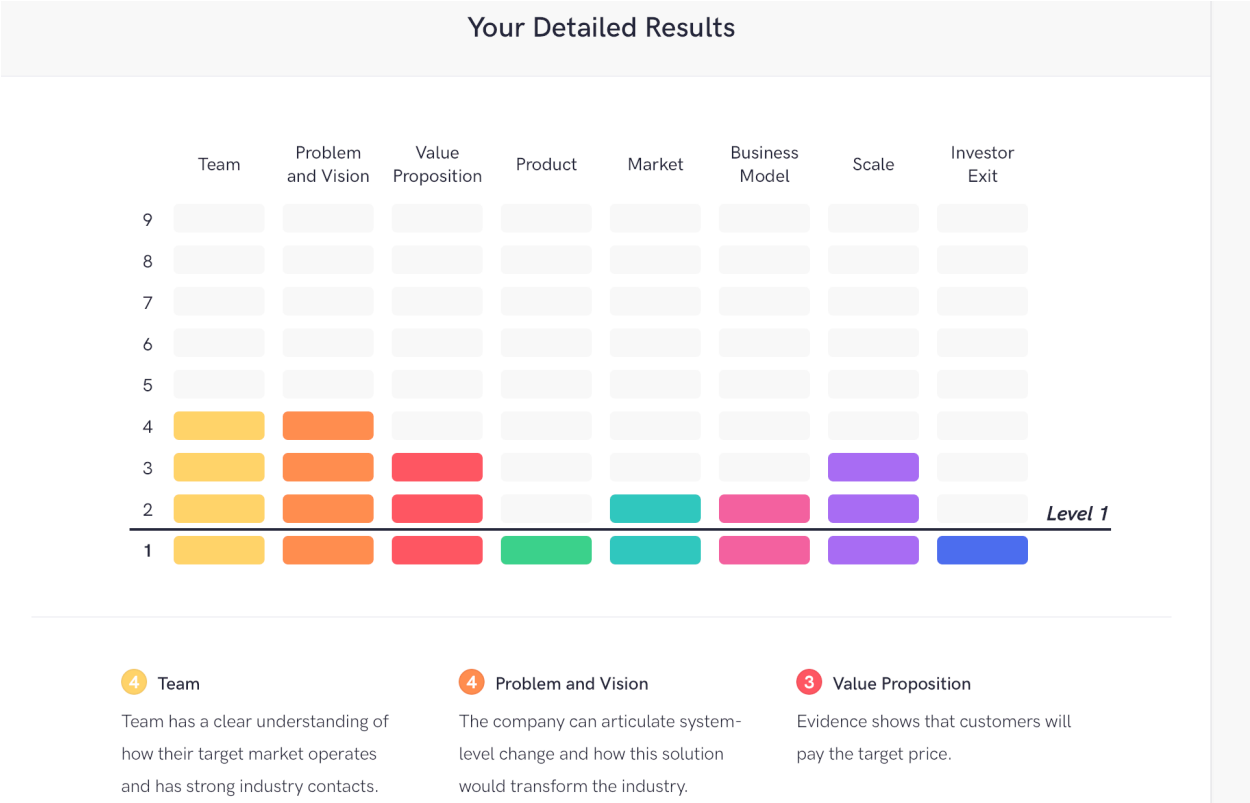 Your Detailed Results
Team
Problem
and Vision
Value
Proposition
Product
Market
Business
Model
Scale
Investor
Exit
9
8
7
6
5
4
3
2
Level 1
1
4 Team
Team has a clear understanding of
how their target market operates
and has strong industry contacts.
4 Problem and Vision
The company can articulate system-
level change and how this solution
would transform the industry.
3 Value Proposition
Evidence shows that customers will
pay the target price.